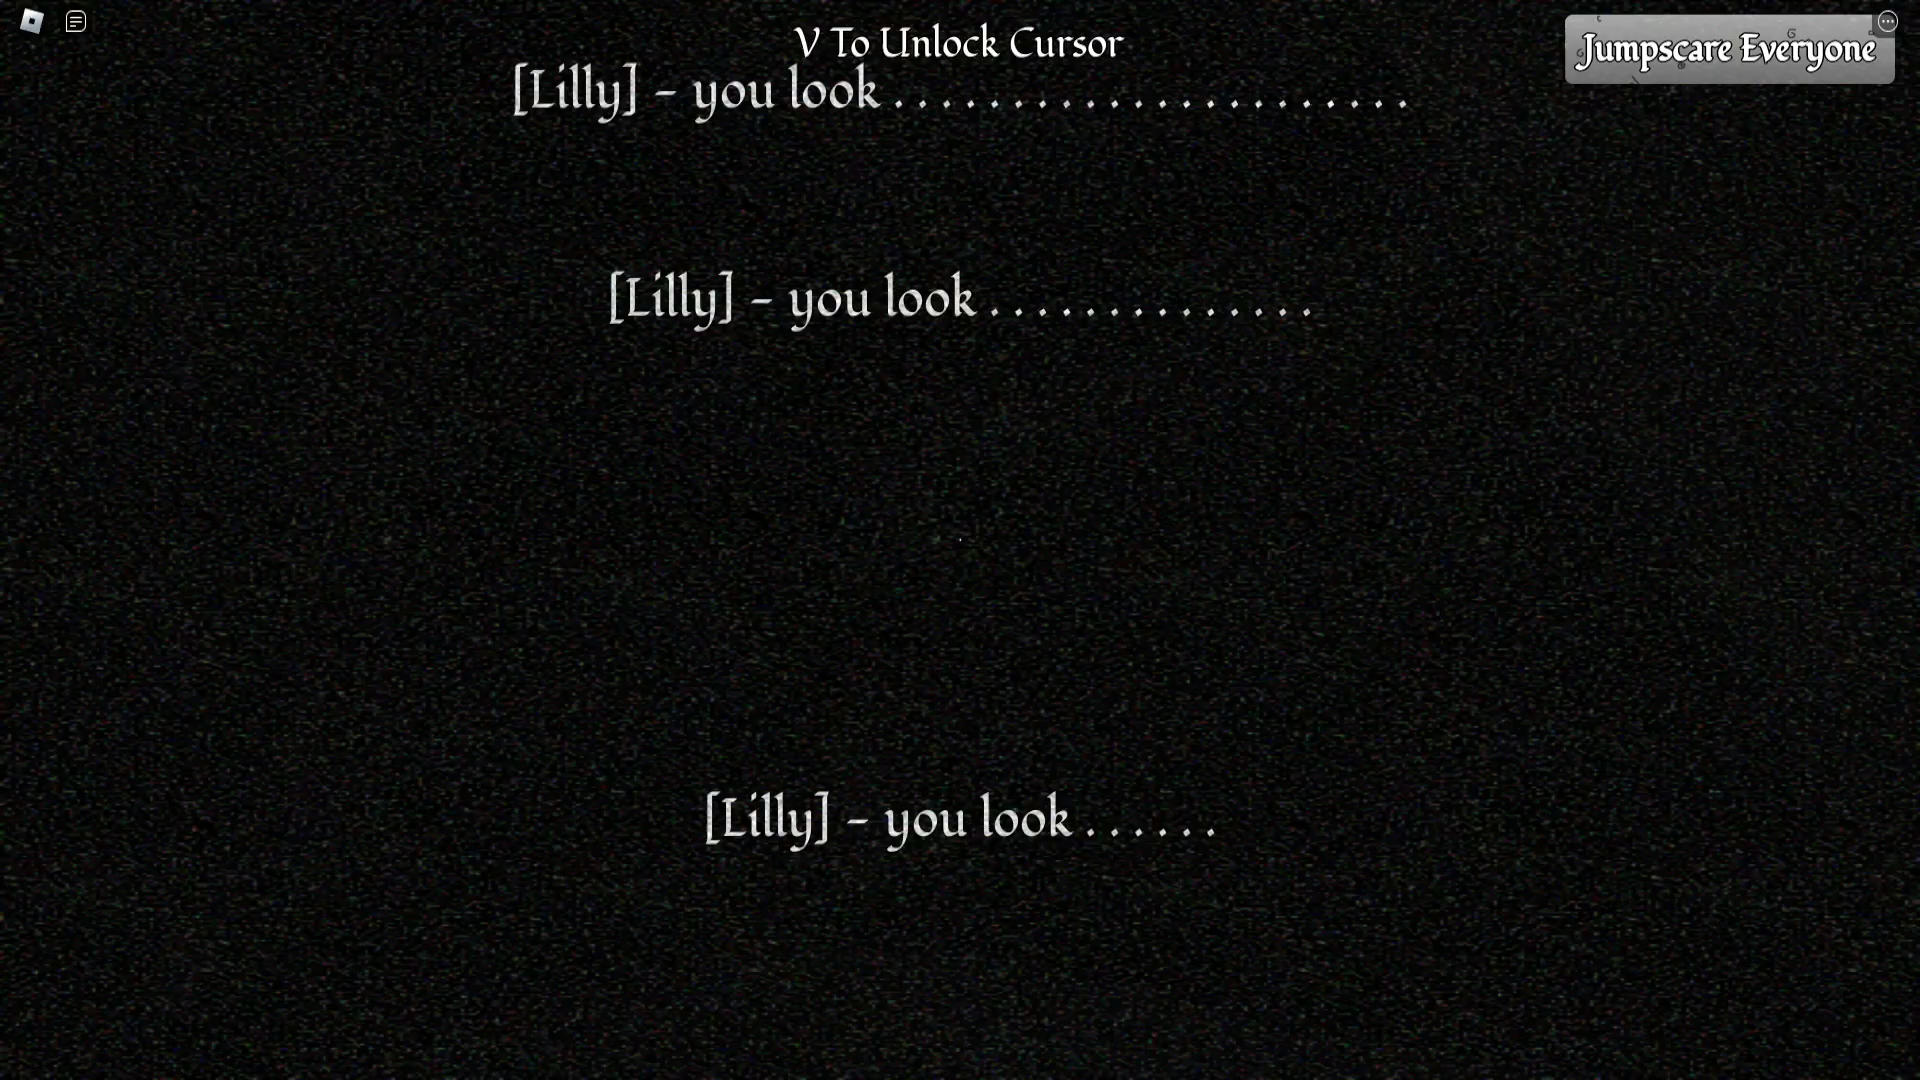 V To Unlock Cursor
Jumpscare Everyone
[Lilly] - you look . . . . . . . . . . . . . . . . . . . . . .
[Lilly] - you look . . . . . . . . . . . . . .
[Lilly] - you look . . . . . .